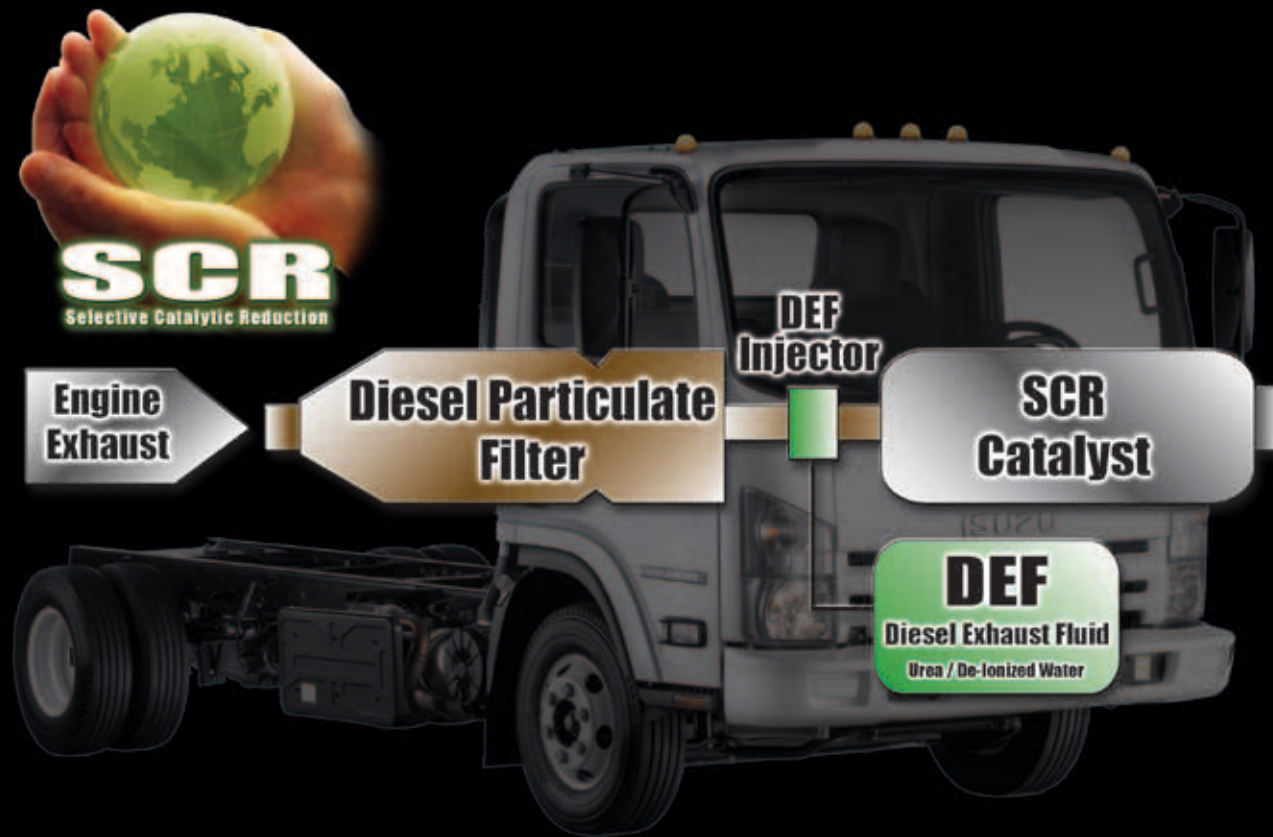 SCR
Selective Catalytic Reduction
Engine
Exhaust
Diesel Particulate
Filter
DEF
Injector
SCR
Catalyst
ISUZU
DEF
Diesel Exhaust Fluid
Urea / De-Ionized Water